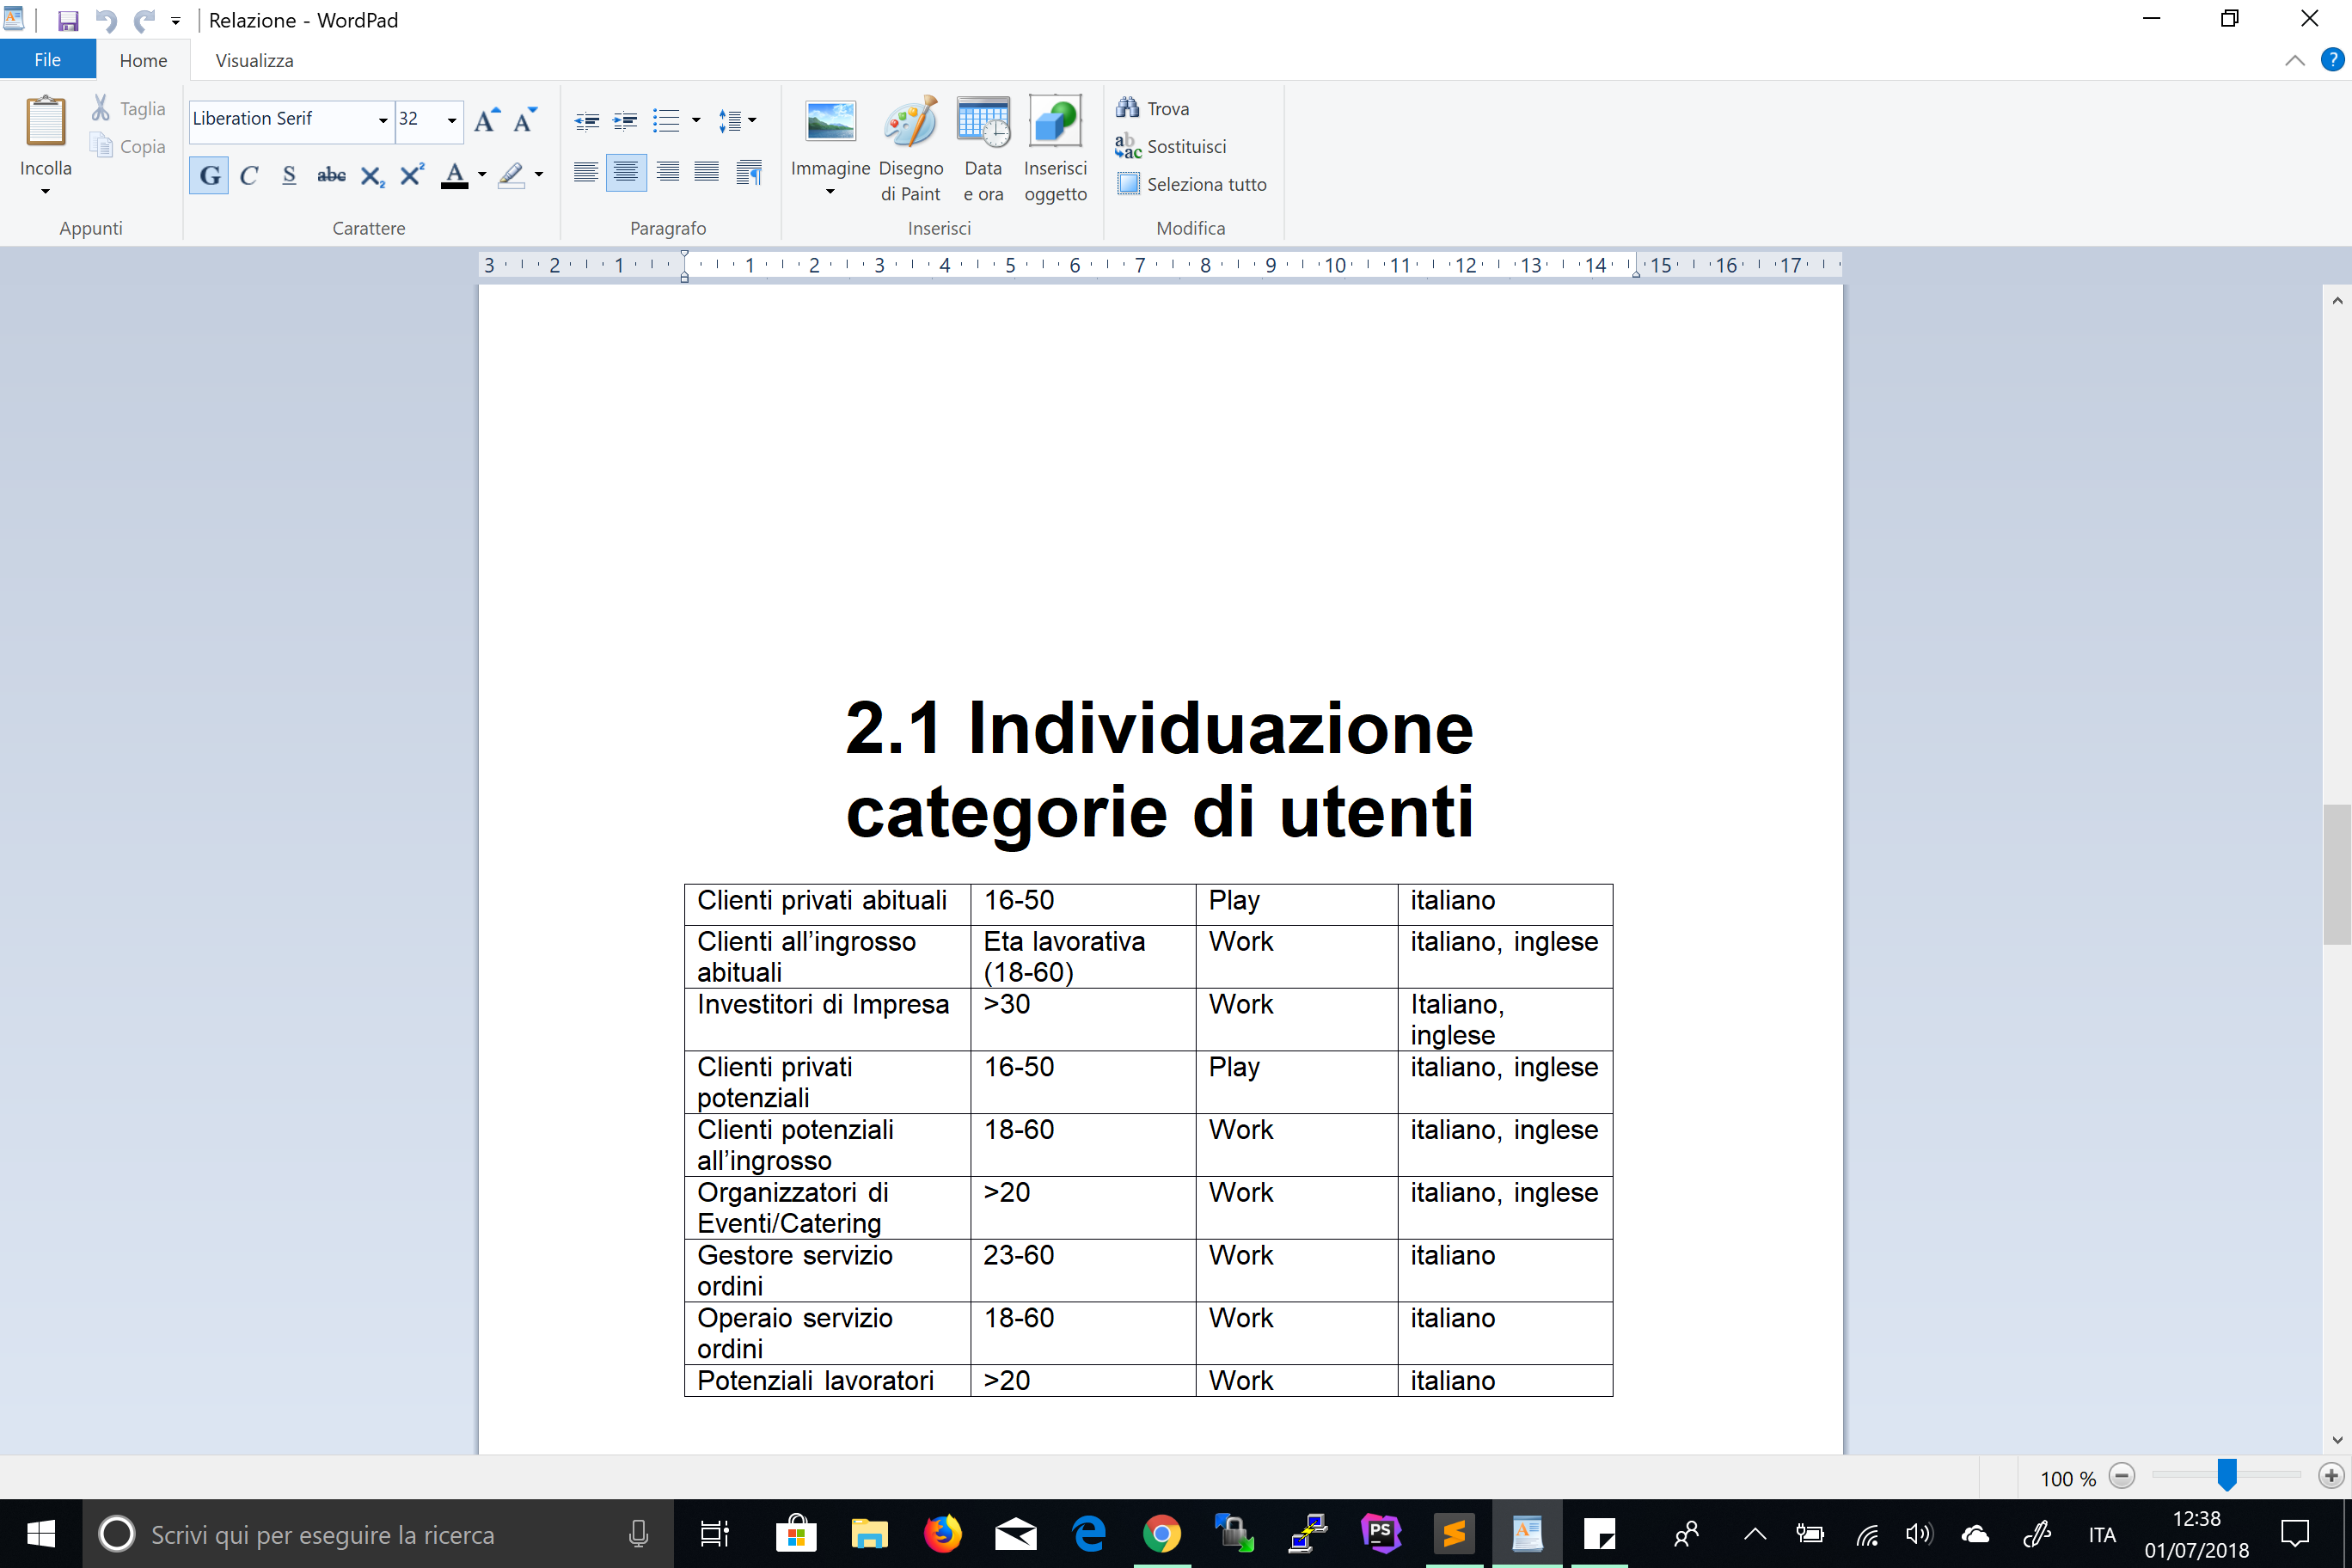 Relazione - WordPad
File Home Visualizza
Incolla
Taglia
Copia
Appunti
Liberation Serif 32
G C S abc X₂ X² A
Carattere
Paragrafo
Immagine
Disegno di Paint
Data e ora
Inserisci oggetto
Inserisci
Trova
Sostituisci
Seleziona tutto
Modifica
3 2 1 1 2 3 4 5 6 7 8 9 10 11 12 13 14 15 16 17
2.1 Individuazione
categorie di utenti
Clienti privati abituali 16-50 Play italiano
Clienti all’ingrosso abituali Eta lavorativa (18-60) Work italiano, inglese
Investitori di Impresa >30 Work Italiano, inglese
Clienti privati potenziali 16-50 Play italiano, inglese
Clienti potenziali all’ingrosso 18-60 Work italiano, inglese
Organizzatori di Eventi/Catering >20 Work italiano, inglese
Gestore servizio ordini 23-60 Work italiano
Operaio servizio ordini 18-60 Work italiano
Potenziali lavoratori >20 Work italiano
100 %
Scrivi qui per eseguire la ricerca
PS
ITA
12:38
01/07/2018